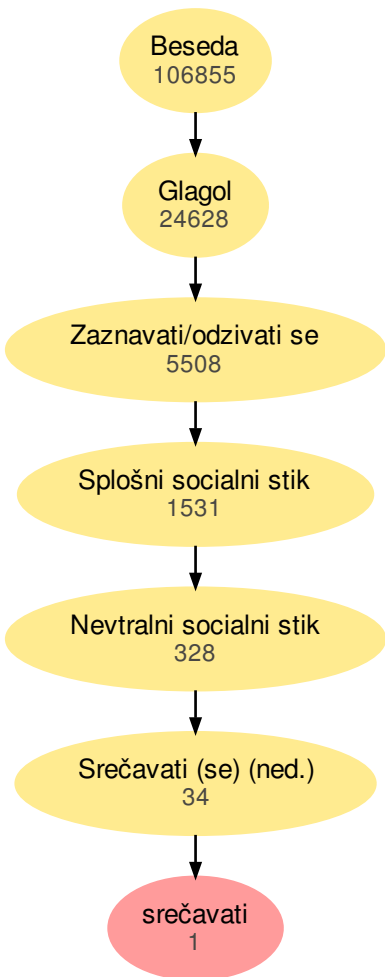 Beseda
106855
Glagol
24628
Zaznavati/odzivati se
5508
Splošni socialni stik
1531
Nevtralni socialni stik
328
Srečavati (se) (ned.)
34
srečavati
1